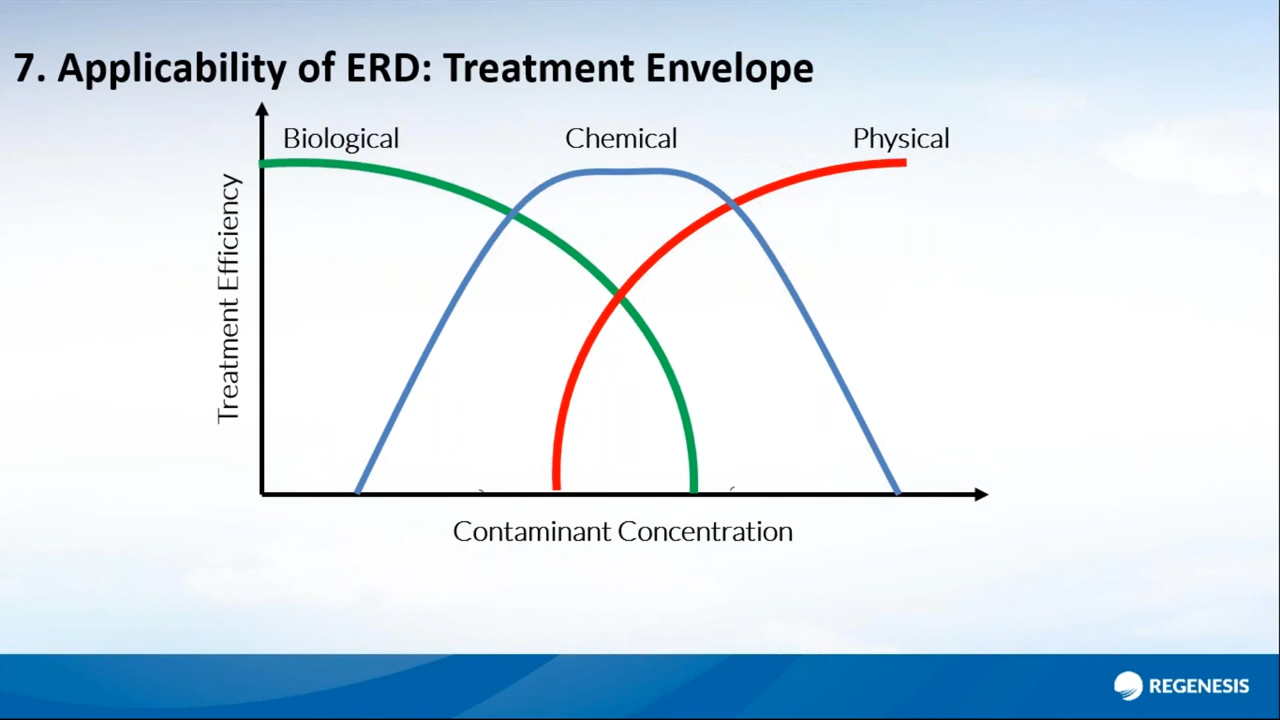 7. Applicability of ERD: Treatment Envelope
Biological
Chemical
Physical
Treatment Efficiency
Contaminant Concentration
REGENESIS